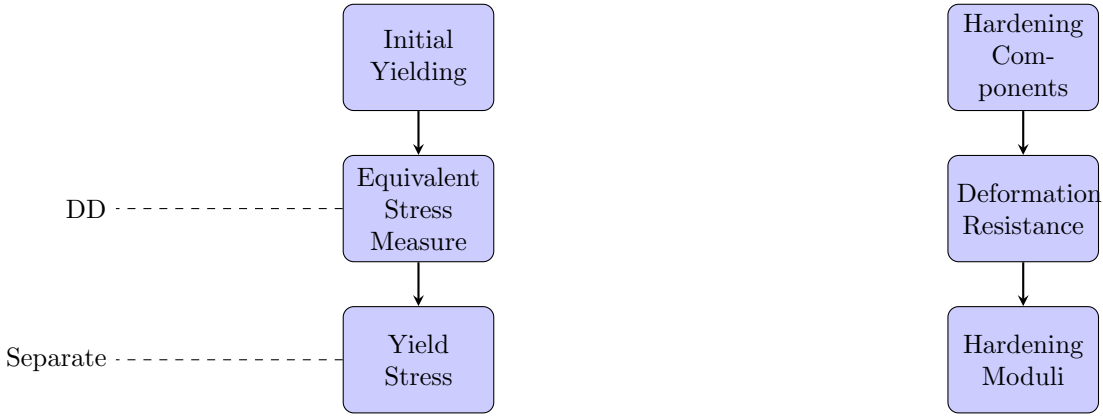 Initial
Yielding
Hardening
Com-
ponents
DD
Equivalent
Stress
Measure
Deformation
Resistance
Separate
Yield
Stress
Hardening
Moduli